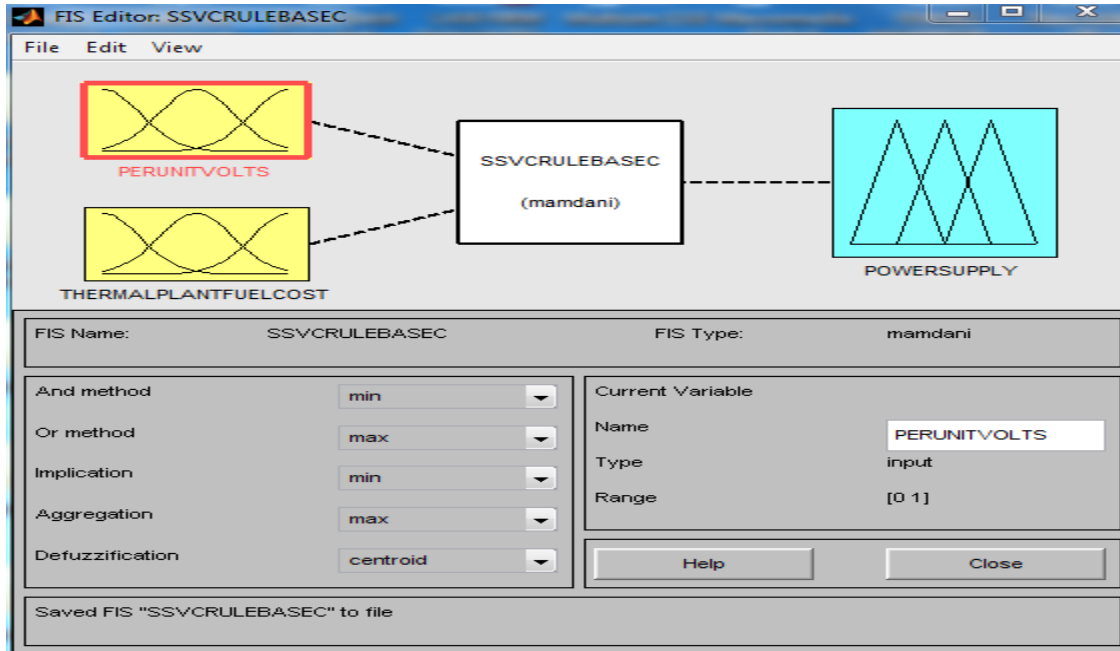 FIS Editor: SSVCRULEBASEC
File Edit View
PERUNITVOLTS
THERMALPLANTFUELCOST
SSVCRULEBASEC
(mamdani)
POWERSUPPLY
FIS Name: SSVCRULEBASEC FIS Type: mamdani
And method min
Or method max
Implication min
Aggregation max
Defuzzification centroid
Current Variable
Name PERUNITVOLTS
Type input
Range [0 1]
Help Close
Saved FIS "SSVCRULEBASEC" to file